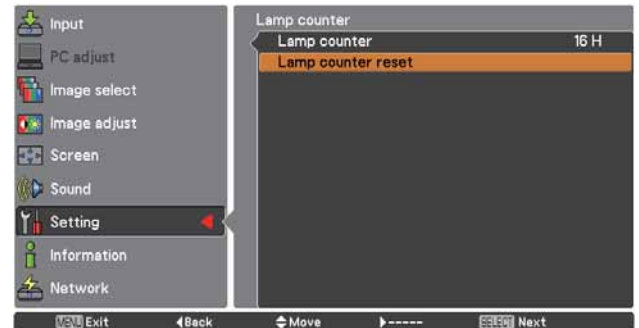 Input
PC adjust
Image select
Image adjust
Screen
Sound
Setting
Information
Network
Lamp counter
Lamp counter 16 H
Lamp counter reset
MENU Exit ◀Back Move ▶----- SELECT Next